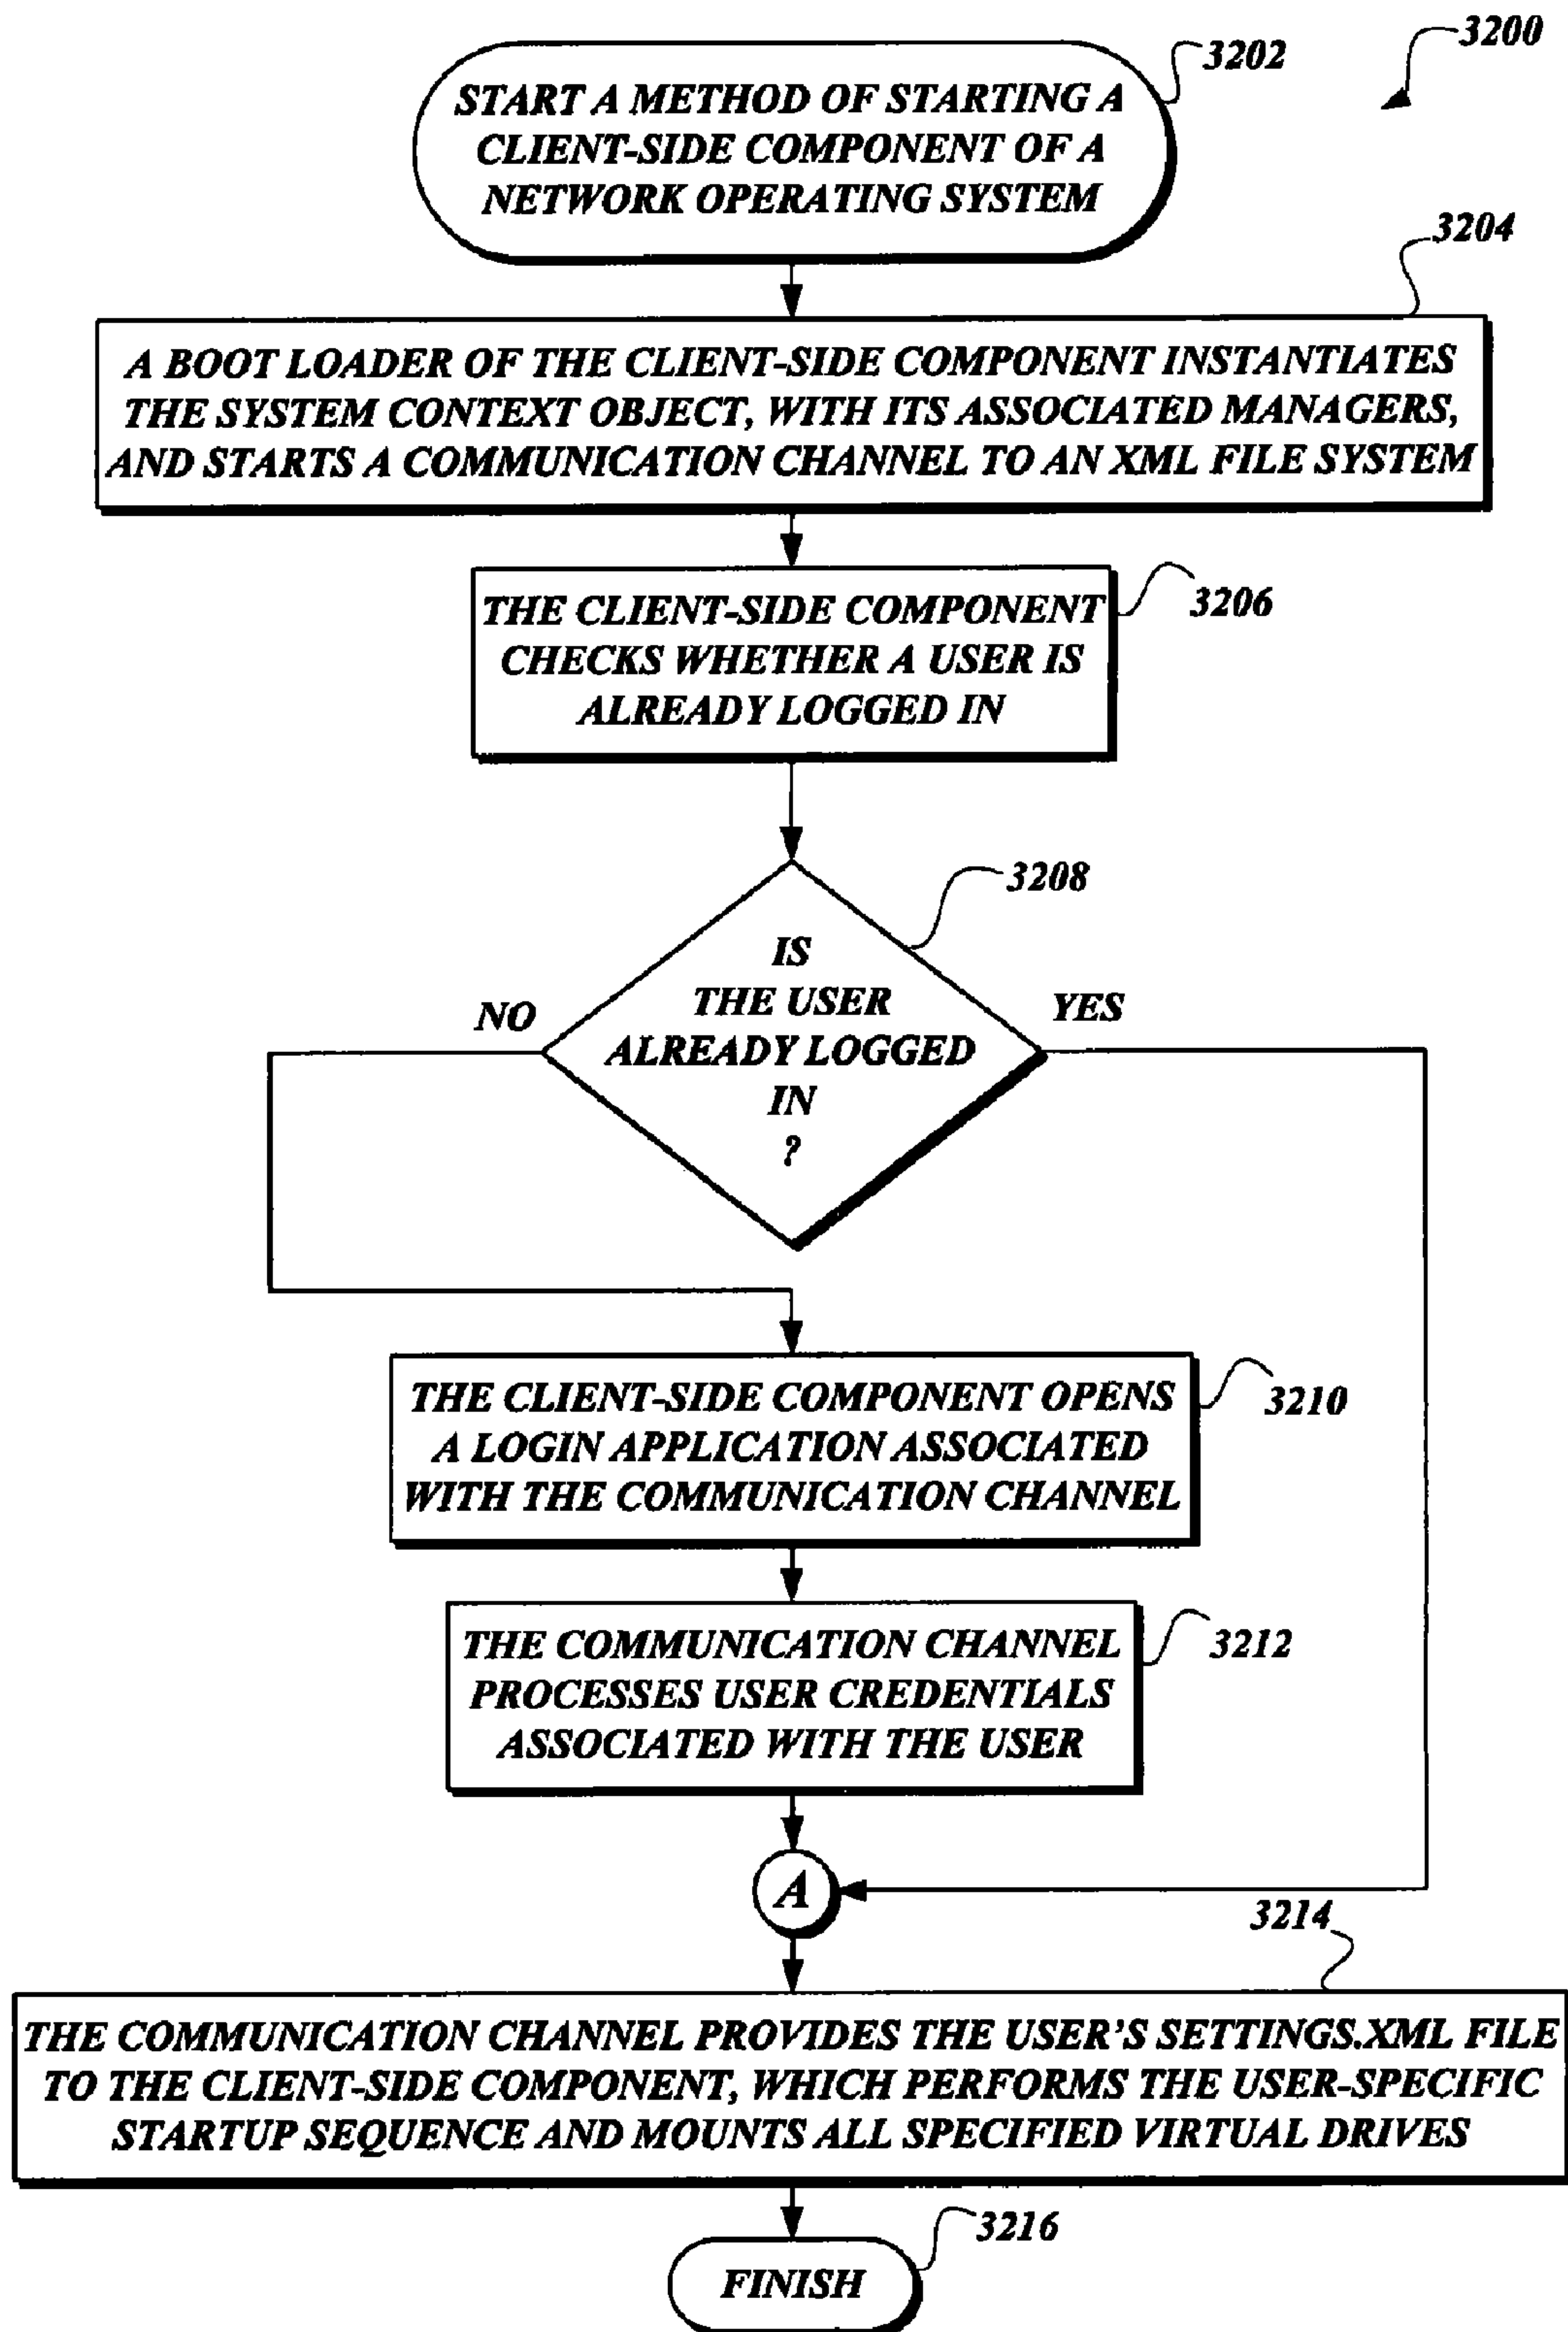 3200
3202
START A METHOD OF STARTING A
CLIENT-SIDE COMPONENT OF A
NETWORK OPERATING SYSTEM
3204
A BOOT LOADER OF THE CLIENT-SIDE COMPONENT INSTANTIATES
THE SYSTEM CONTEXT OBJECT, WITH ITS ASSOCIATED MANAGERS,
AND STARTS A COMMUNICATION CHANNEL TO AN XML FILE SYSTEM
3206
THE CLIENT-SIDE COMPONENT
CHECKS WHETHER A USER IS
ALREADY LOGGED IN
3208
IS
THE USER
ALREADY LOGGED
IN
?
NO
YES
3210
THE CLIENT-SIDE COMPONENT OPENS
A LOGIN APPLICATION ASSOCIATED
WITH THE COMMUNICATION CHANNEL
3212
THE COMMUNICATION CHANNEL
PROCESSES USER CREDENTIALS
ASSOCIATED WITH THE USER
A
3214
THE COMMUNICATION CHANNEL PROVIDES THE USER'S SETTINGS.XML FILE
TO THE CLIENT-SIDE COMPONENT, WHICH PERFORMS THE USER-SPECIFIC
STARTUP SEQUENCE AND MOUNTS ALL SPECIFIED VIRTUAL DRIVES
3216
FINISH